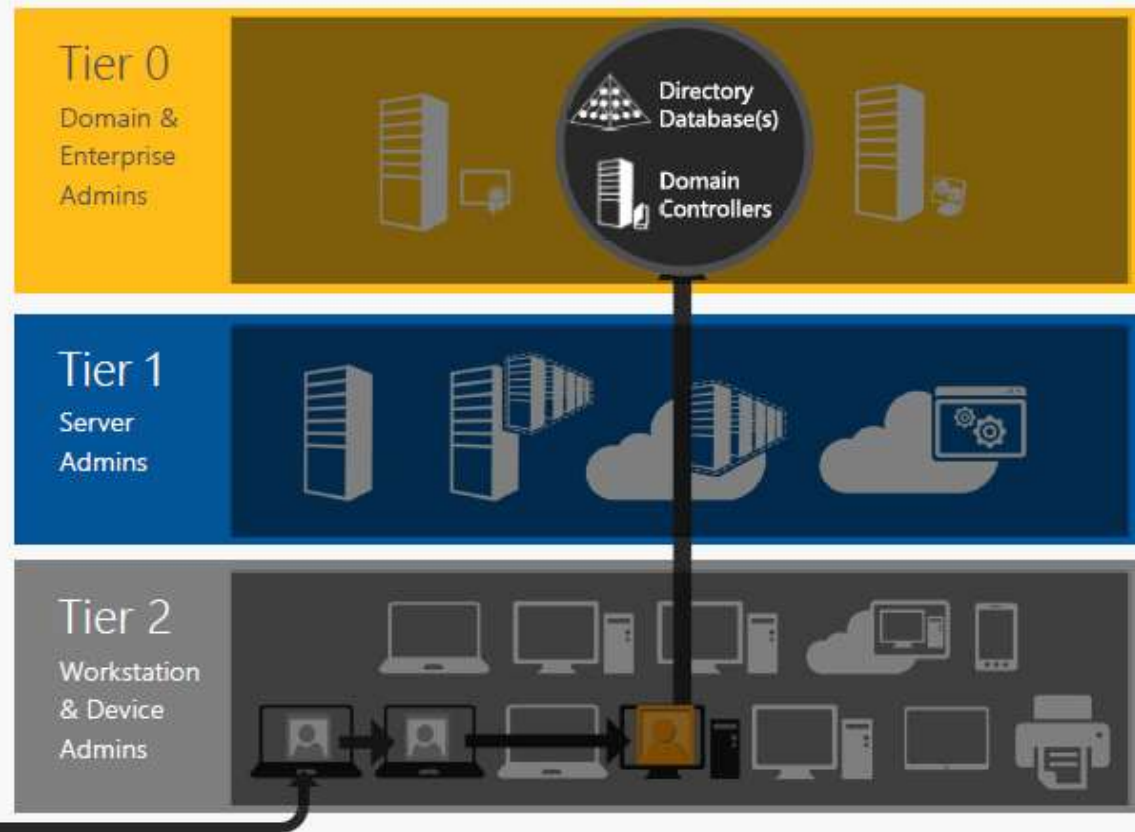 Tier 0
Domain &
Enterprise
Admins
Directory
Database(s)
Domain
Controllers
Tier 1
Server
Admins
Tier 2
Workstation
& Device
Admins